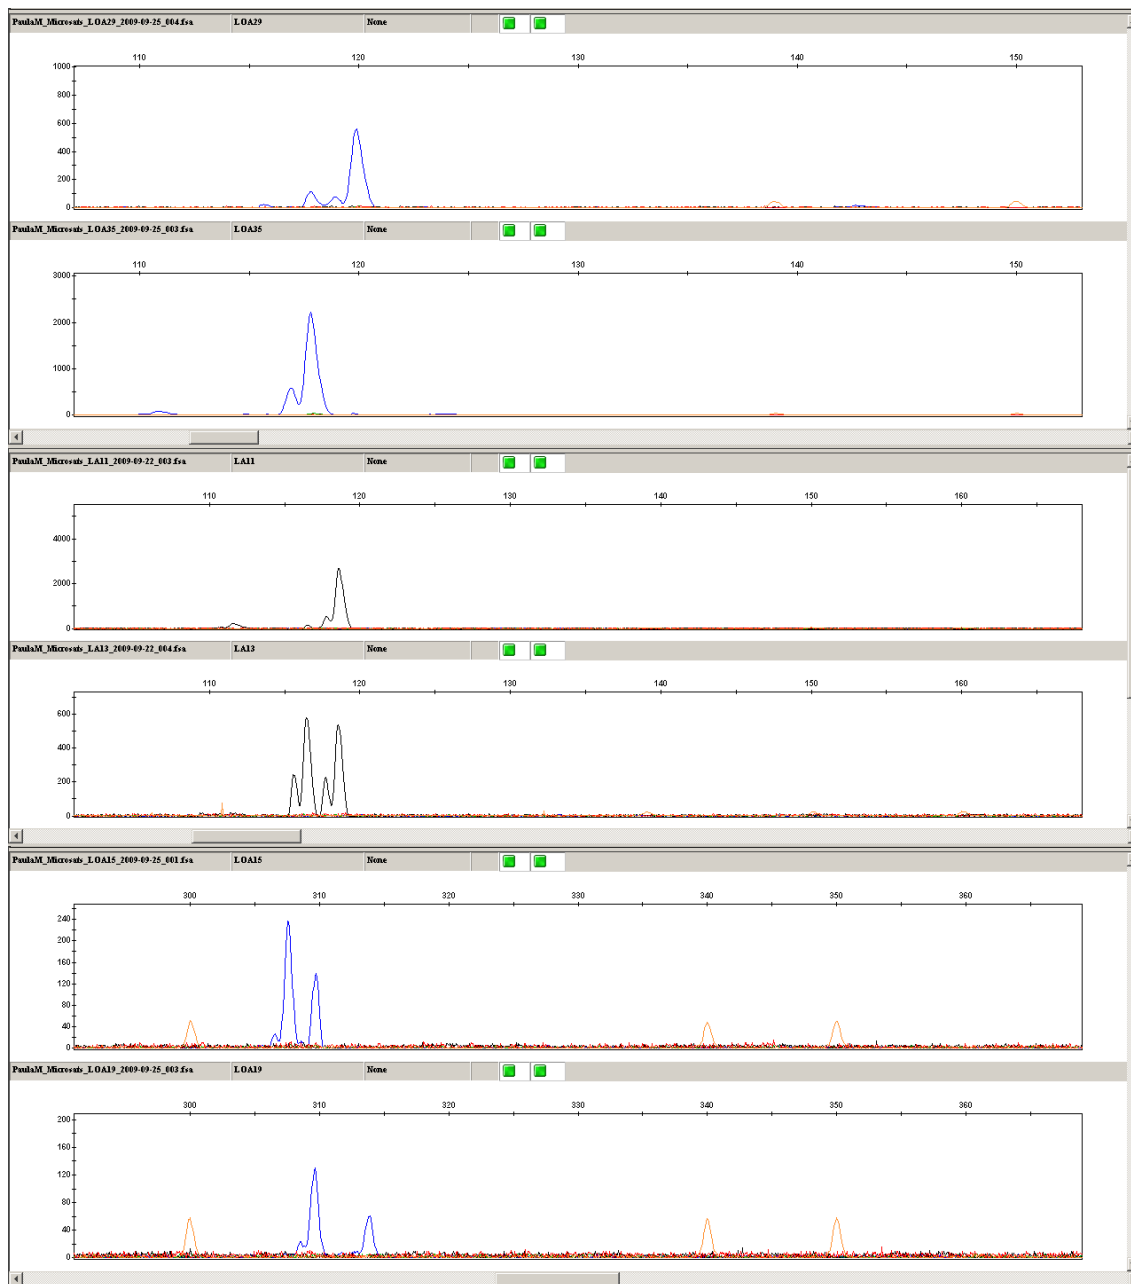 PaulaM_Microsats_LOA29_2009-09-25_004.fsa LOA29 None
110 120 130 140 150
1000
800
600
400
200
0
PaulaM_Microsats_LOA35_2009-09-25_003.fsa LOA35 None
110 120 130 140 150
3000
2000
1000
0
PaulaM_Microsats_LA11_2009-09-22_003.fsa LA11 None
110 120 130 140 150 160
4000
2000
0
PaulaM_Microsats_LA13_2009-09-22_004.fsa LA13 None
110 120 130 140 150 160
600
400
200
0
PaulaM_Microsats_LOA15_2009-09-25_001.fsa LOA15 None
300 310 320 330 340 350 360
240
200
160
120
80
40
0
PaulaM_Microsats_LOA19_2009-09-25_003.fsa LOA19 None
300 310 320 330 340 350 360
200
160
120
80
40
0